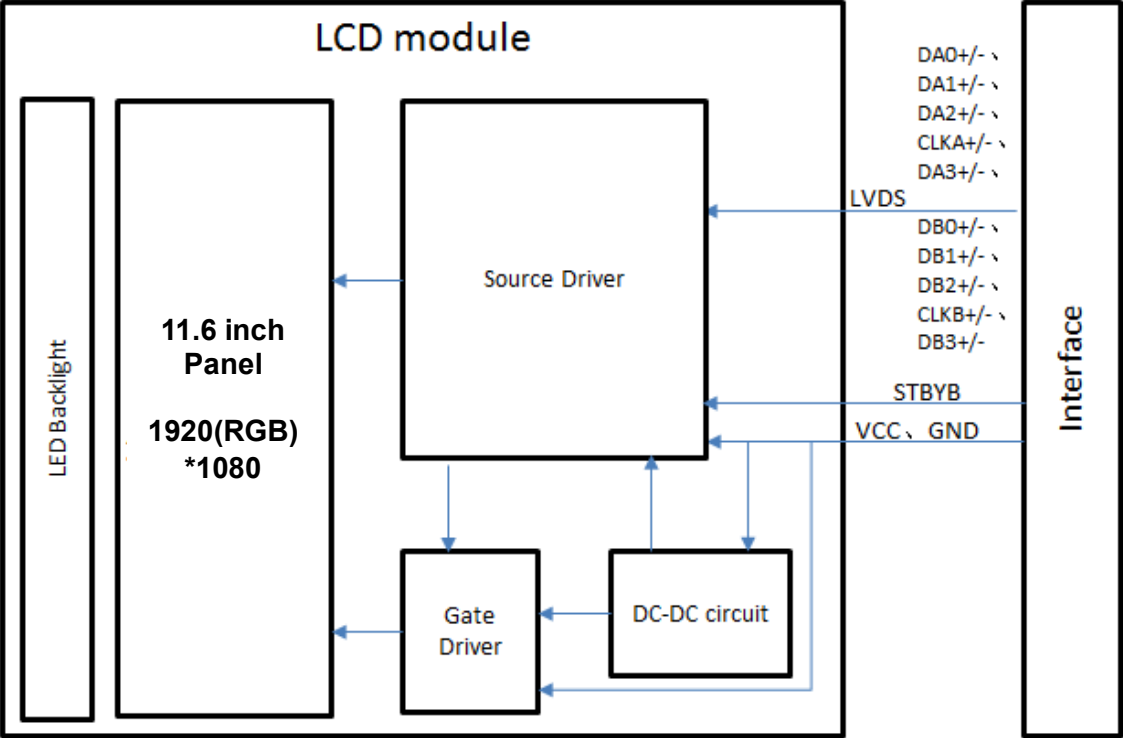 LCD module
LED Backlight
11.6 inch
Panel
1920(RGB)
*1080
Source Driver
Gate
Driver
DC-DC circuit
DA0+/-、
DA1+/-、
DA2+/-、
CLKA+/-、
DA3+/-、
LVDS
DB0+/-、
DB1+/-、
DB2+/-、
CLKB+/-、
DB3+/-
STBYB
VCC、GND
Interface